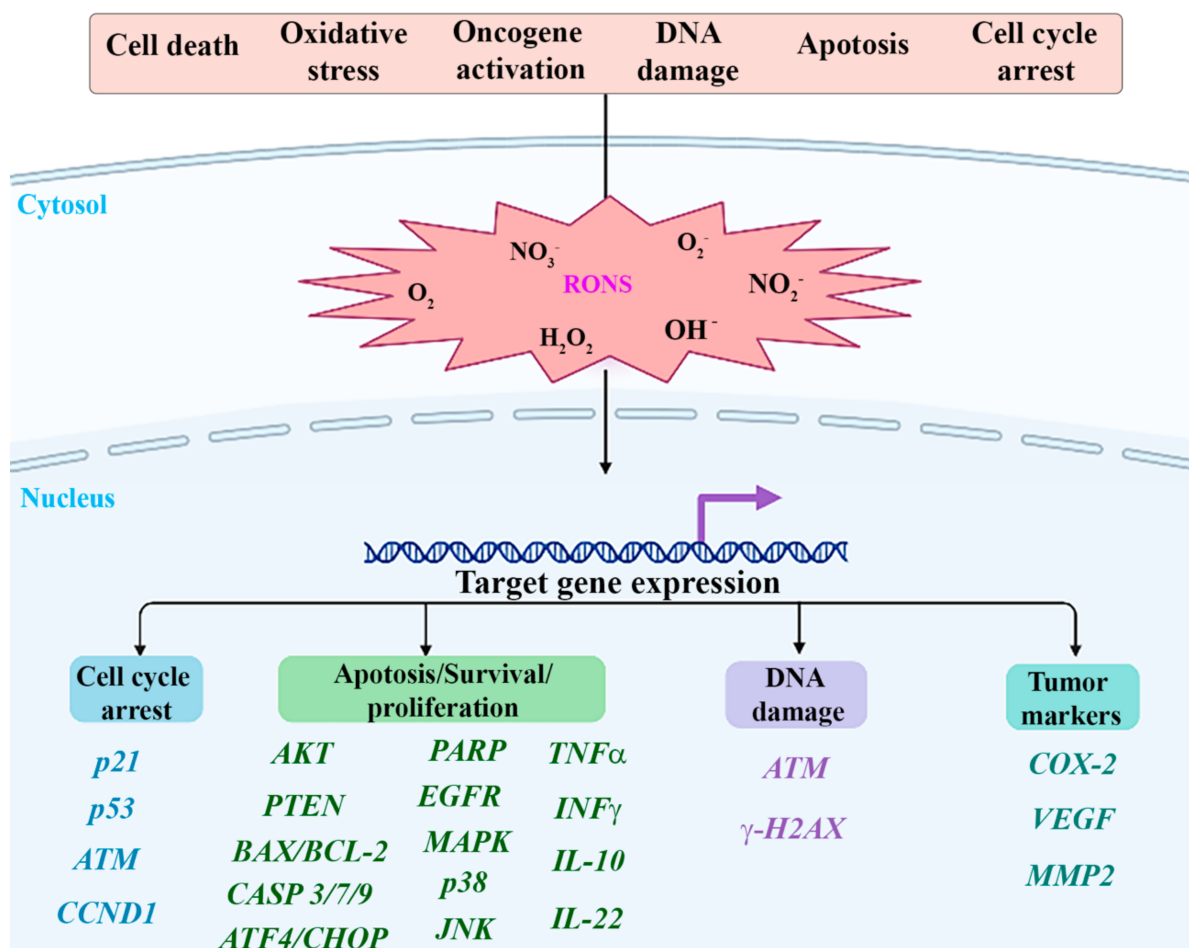 Cell death
Oxidative
stress
Oncogene
activation
DNA
damage
Apotosis
Cell cycle
arrest
Cytosol
NO₃⁻
O₂⁻
O₂
RONS
NO₂⁻
H₂O₂
OH⁻
Nucleus
Target gene expression
Cell cycle
arrest
p21
p53
ATM
CCND1
Apotosis/Survival/
proliferation
AKT
PTEN
BAX/BCL-2
CASP 3/7/9
ATF4/CHOP
PARP
EGFR
MAPK
p38
JNK
TNFα
INFγ
IL-10
IL-22
DNA
damage
ATM
γ-H2AX
Tumor
markers
COX-2
VEGF
MMP2